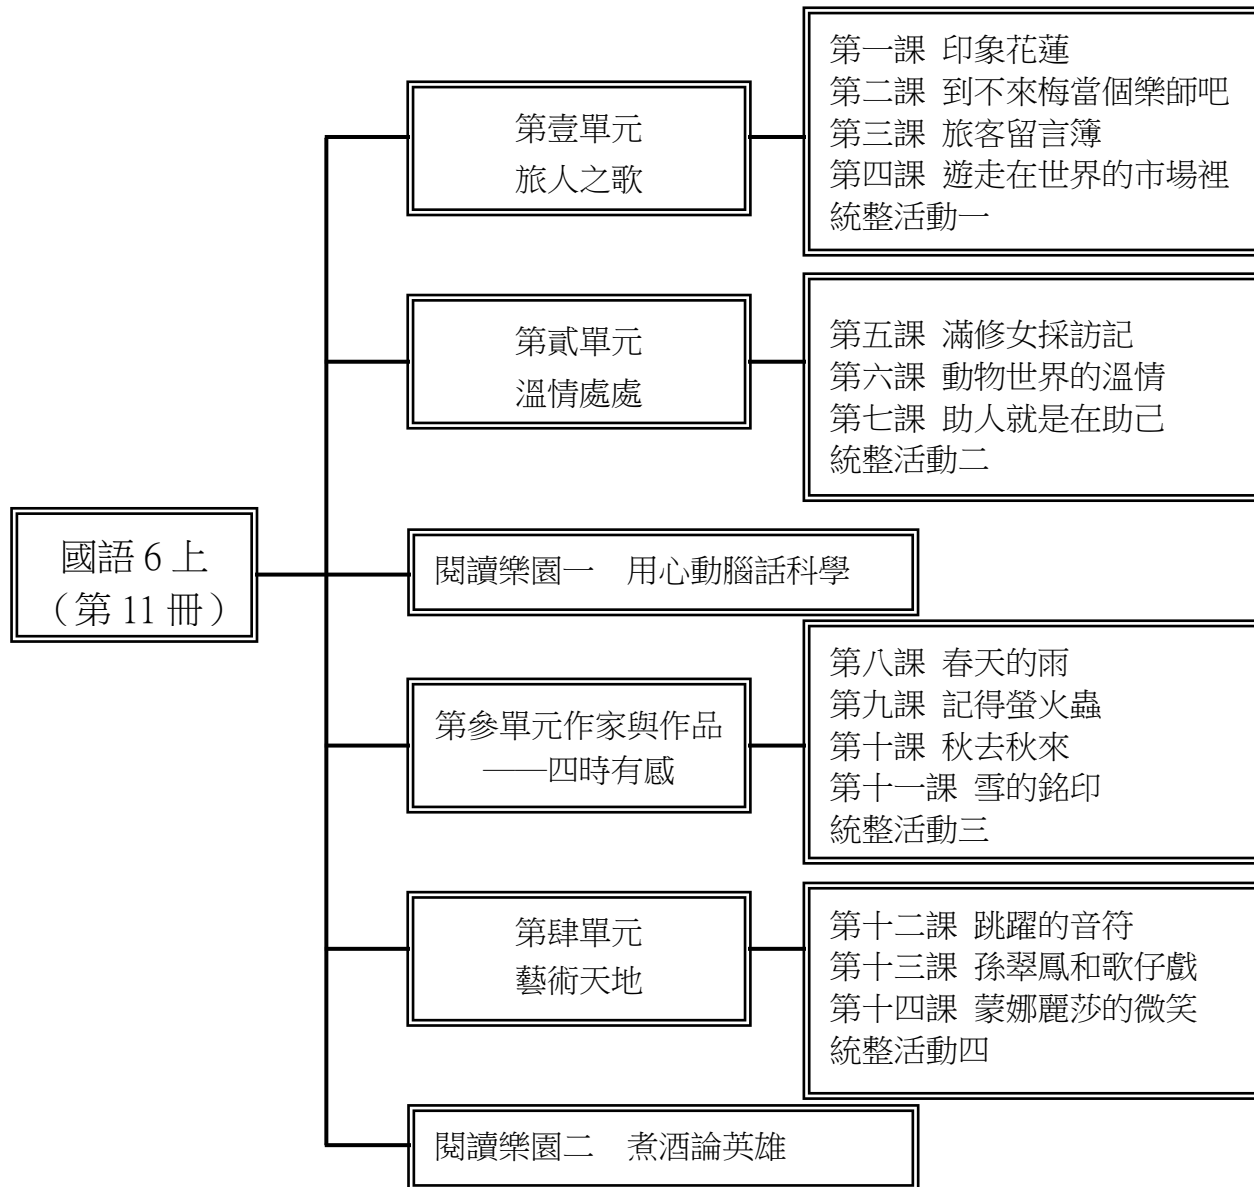 國語 6 上
（第 11 冊）
第壹單元
旅人之歌
第一課 印象花蓮
第二課 到不來梅當個樂師吧
第三課 旅客留言簿
第四課 遊走在世界的市場裡
統整活動一
第貳單元
溫情處處
第五課 滿修女採訪記
第六課 動物世界的溫情
第七課 助人就是在助己
統整活動二
閱讀樂園一　用心動腦話科學
第參單元作家與作品
──四時有感
第八課 春天的雨
第九課 記得螢火蟲
第十課 秋去秋來
第十一課 雪的銘印
統整活動三
第肆單元
藝術天地
第十二課 跳躍的音符
第十三課 孫翠鳳和歌仔戲
第十四課 蒙娜麗莎的微笑
統整活動四
閱讀樂園二　煮酒論英雄